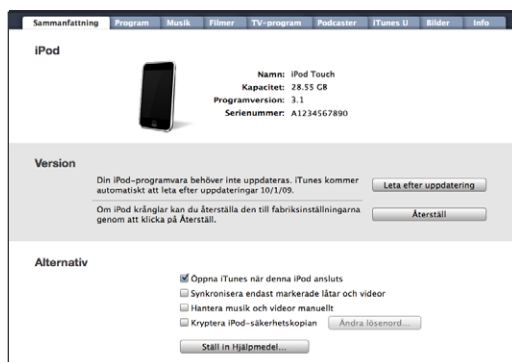 Sammanfattning Program Musik Filmer TV-program Podcaster iTunes U Bilder Info
iPod
Namn: iPod Touch
Kapacitet: 28.55 GB
Programversion: 3.1
Serienummer: A1234567890
Version
Din iPod-programvara behöver inte uppdateras. iTunes kommer
automatiskt att leta efter uppdateringar 10/1/09.
Leta efter uppdatering
Om iPod krånglar kan du återställa den till fabriksinställningarna
genom att klicka på Återställ.
Återställ
Alternativ
Öppna iTunes när denna iPod ansluts
Synkronisera endast markerade låtar och videor
Hantera musik och videor manuellt
Kryptera iPod-säkerhetskopian Ändra lösenord...
Ställ in Hjälpmedel...